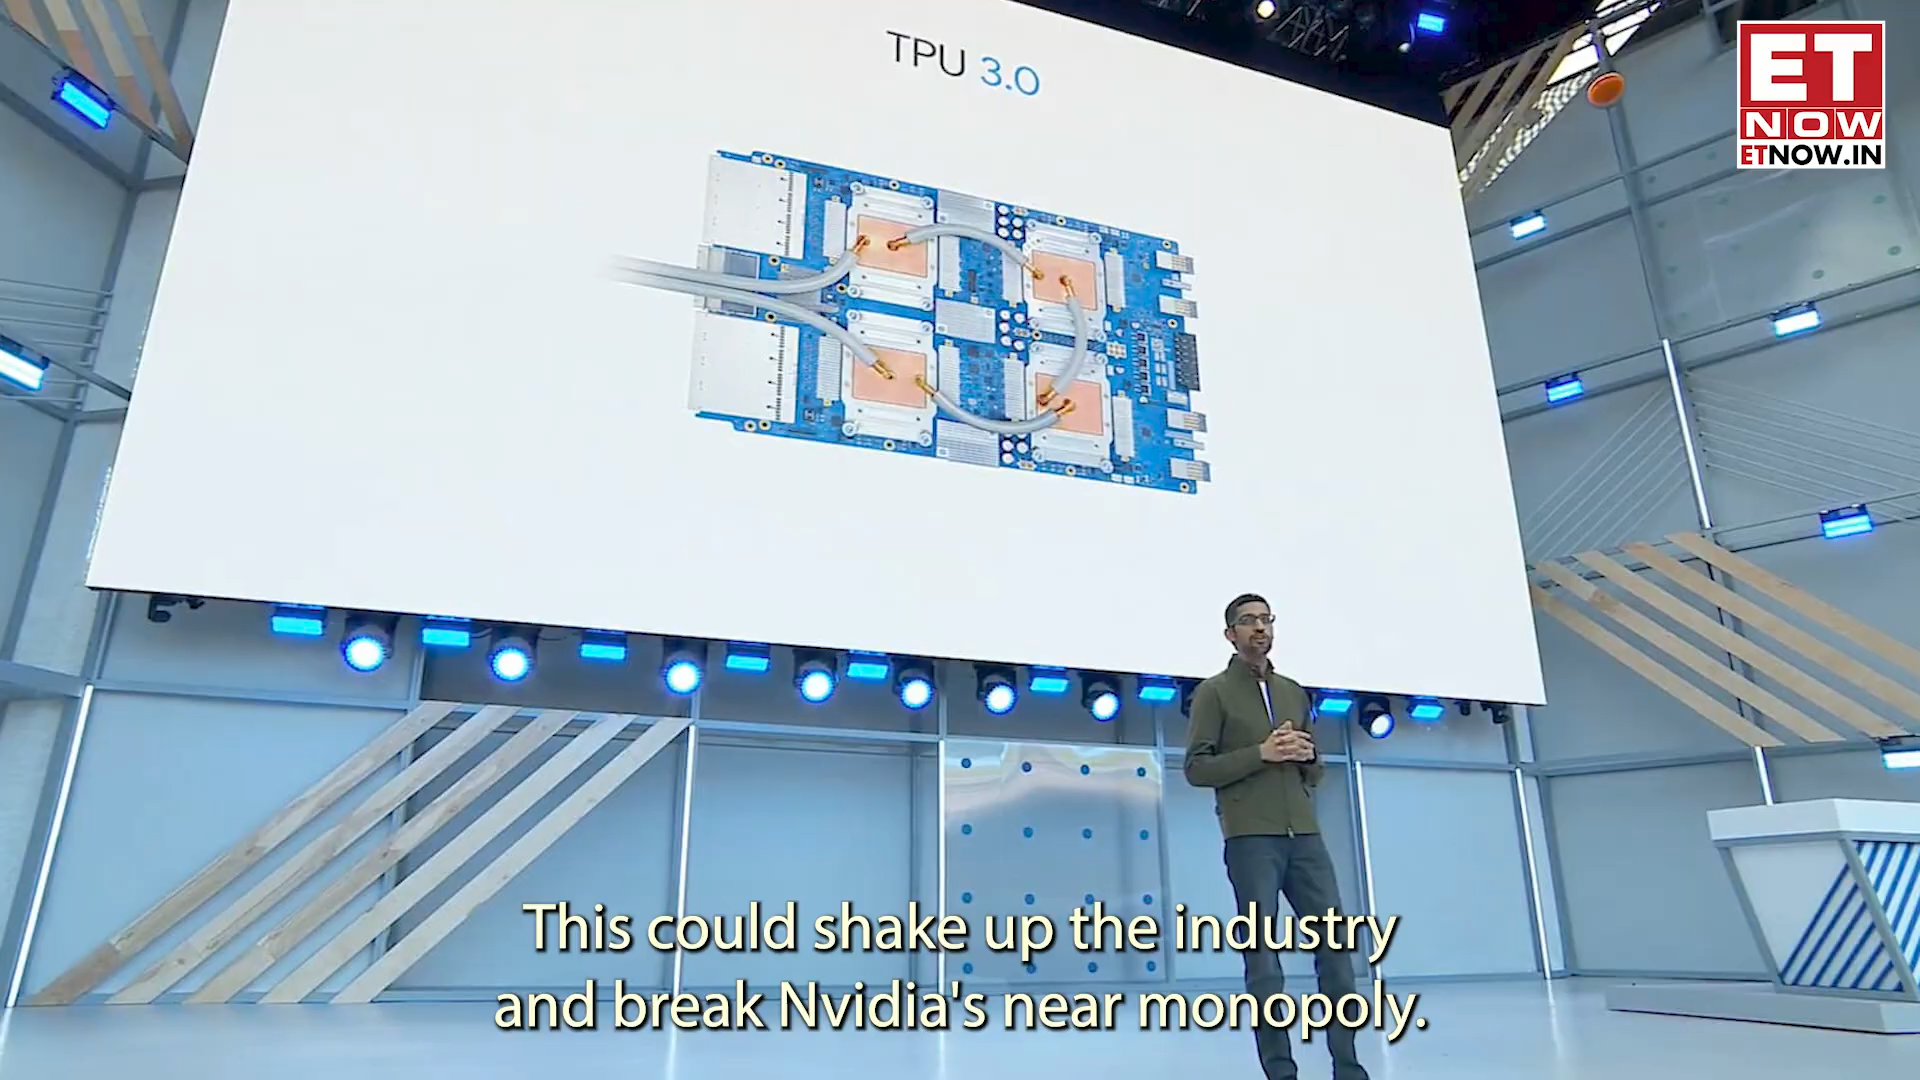 TPU 3.0
ET
NOW
ETNOW.IN
This could shake up the industry
and break Nvidia's near monopoly.